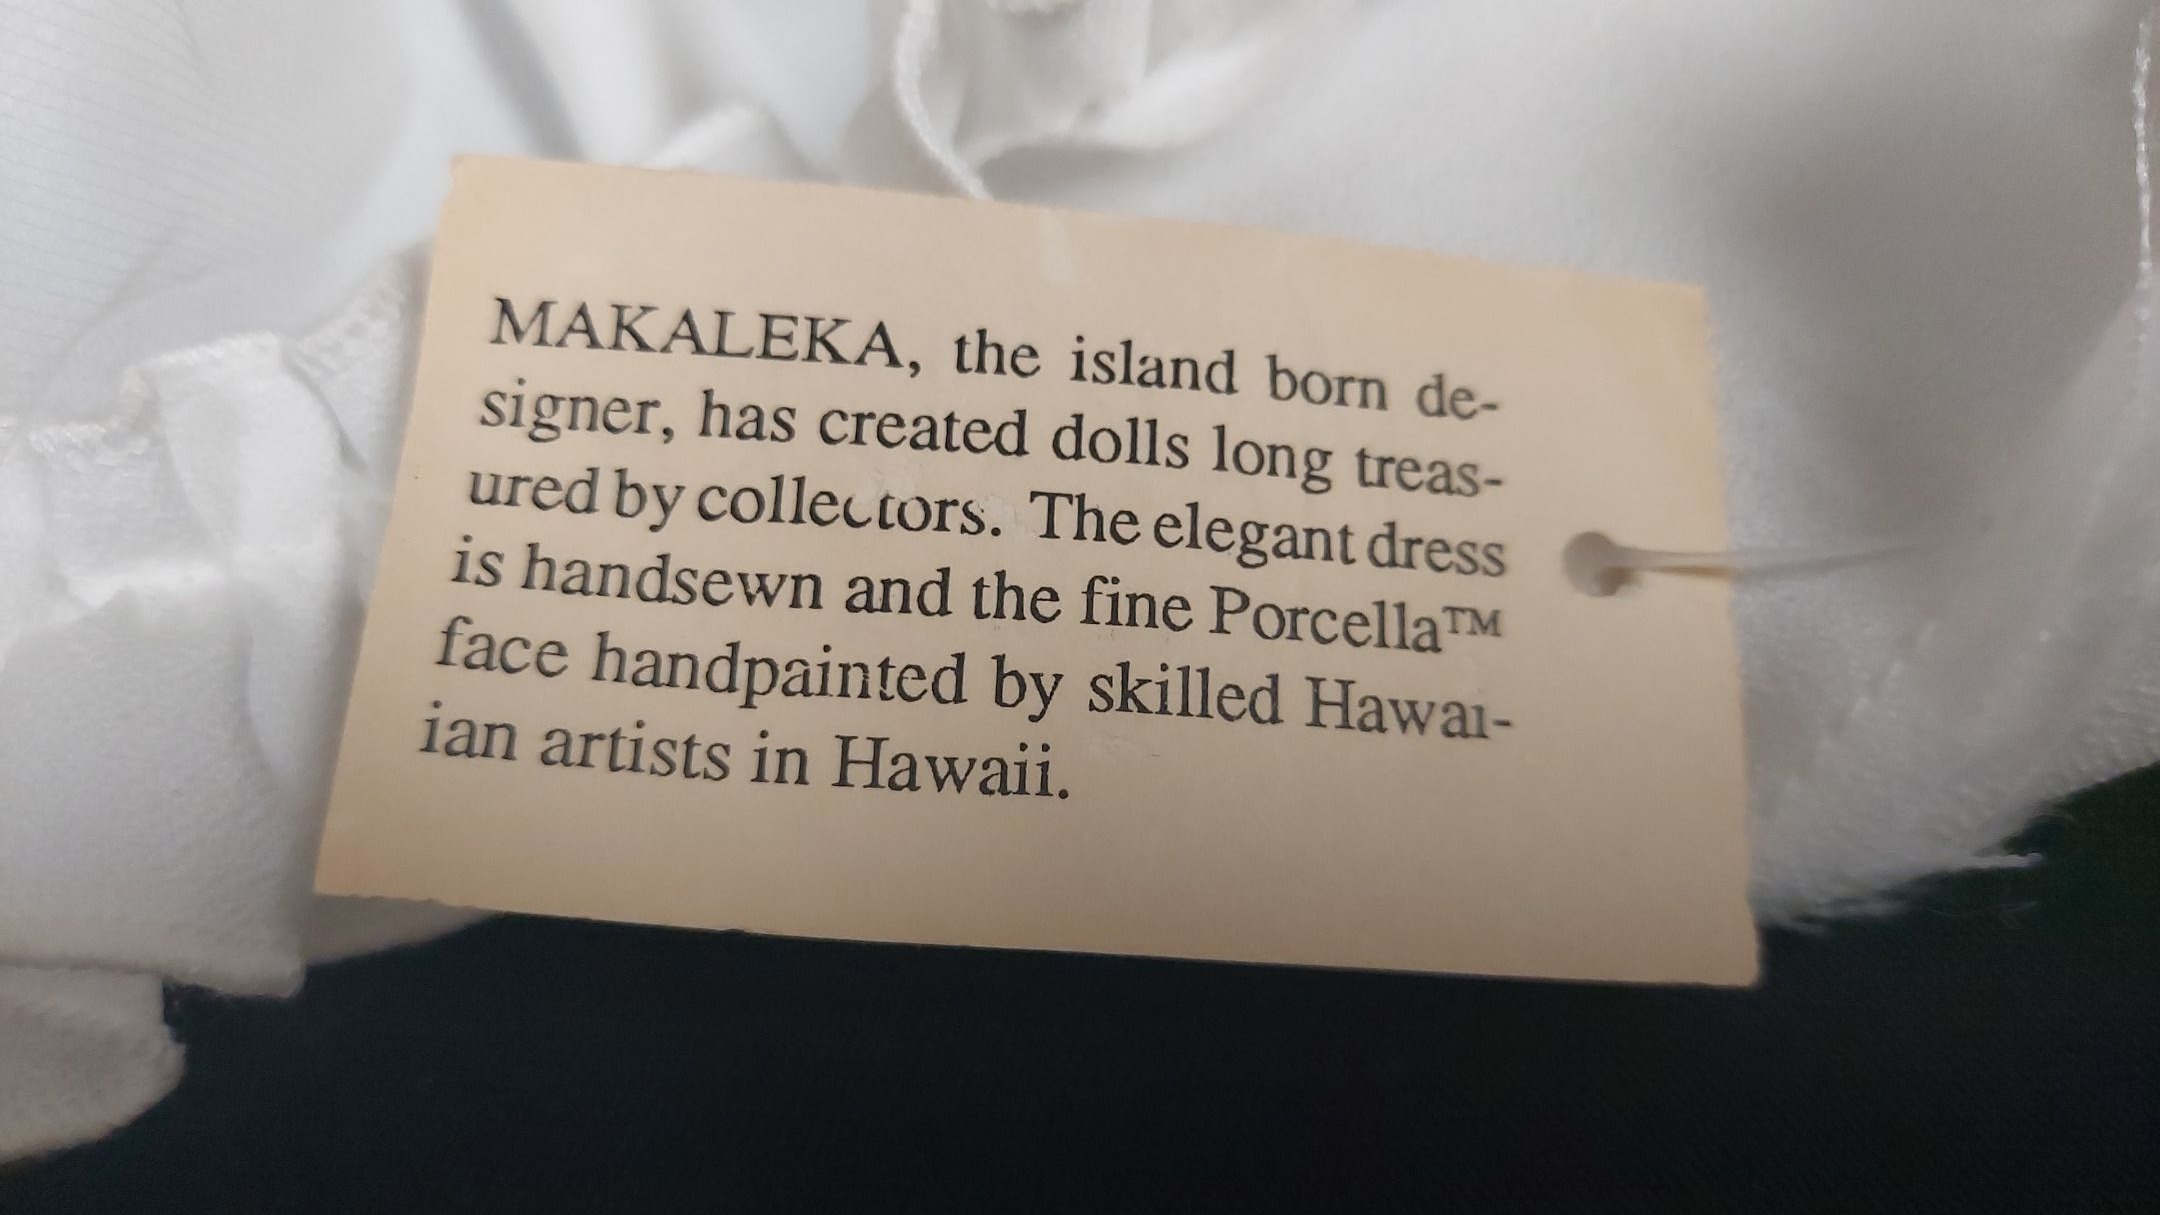 MAKALEKA, the island born de-
signer, has created dolls long treas-
ured by collectors. The elegant dress
is handsewn and the fine Porcella™
face handpainted by skilled Hawai-
ian artists in Hawaii.